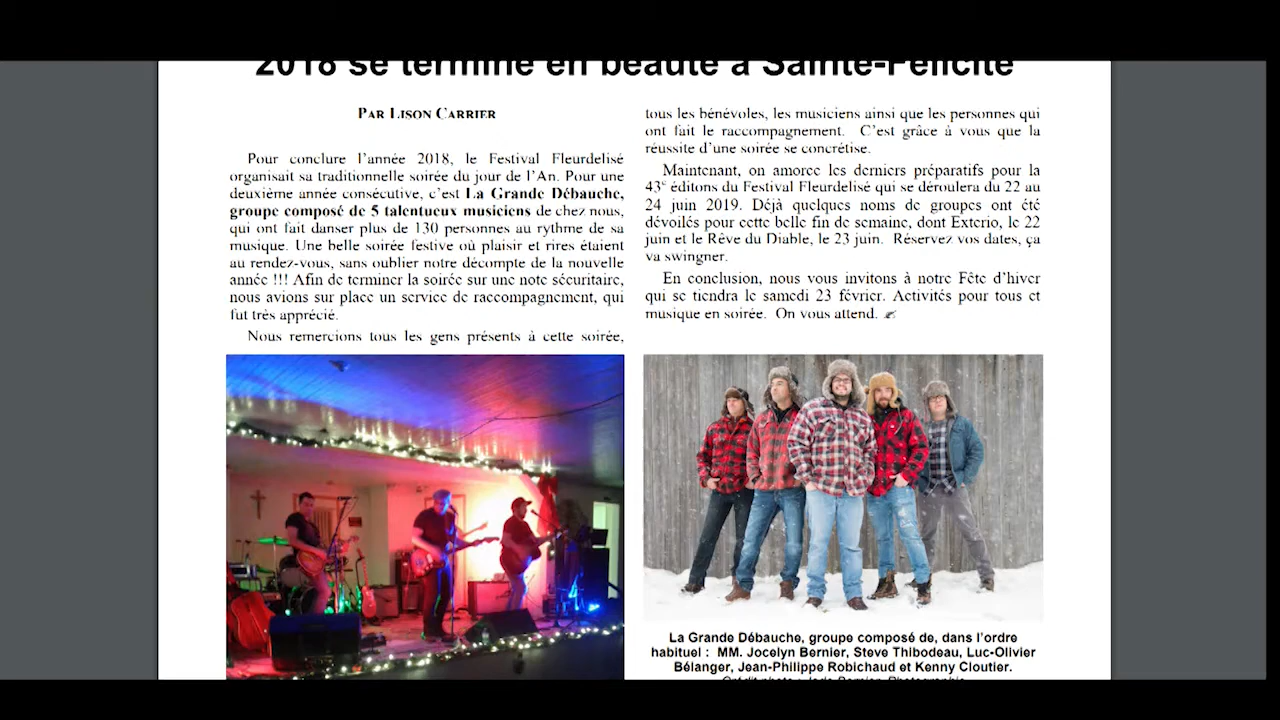 2018 se termine en beauté à Sainte-Félicité
PAR LISON CARRIER
Pour conclure l'année 2018, le Festival Fleurdelisé
organisait sa traditionnelle soirée du jour de l'An. Pour une
deuxième année consécutive, c'est La Grande Débauche,
groupe composé de 5 talentueux musiciens de chez nous,
qui ont fait danser plus de 130 personnes au rythme de sa
musique. Une belle soirée festive où plaisir et rires étaient
au rendez-vous, sans oublier notre décompte de la nouvelle
année !!! Afin de terminer la soirée sur une note sécuritaire,
nous avions sur place un service de raccompagnement, qui
fut très apprécié.
Nous remercions tous les gens présents à cette soirée,
tous les bénévoles, les musiciens ainsi que les personnes qui
ont fait le raccompagnement. C'est grâce à vous que la
réussite d'une soirée se concrétise.
Maintenant, on amorce les derniers préparatifs pour la
43e éditons du Festival Fleurdelisé qui se déroulera du 22 au
24 juin 2019. Déjà quelques noms de groupes ont été
dévoilés pour cette belle fin de semaine, dont Exterio, le 22
juin et le Rêve du Diable, le 23 juin. Réservez vos dates, ça
va swingner.
En conclusion, nous vous invitons à notre Fête d'hiver
qui se tiendra le samedi 23 février. Activités pour tous et
musique en soirée. On vous attend.
La Grande Débauche, groupe composé de, dans l'ordre
habituel : MM. Jocelyn Bernier, Steve Thibodeau, Luc-Olivier
Bélanger, Jean-Philippe Robichaud et Kenny Cloutier.